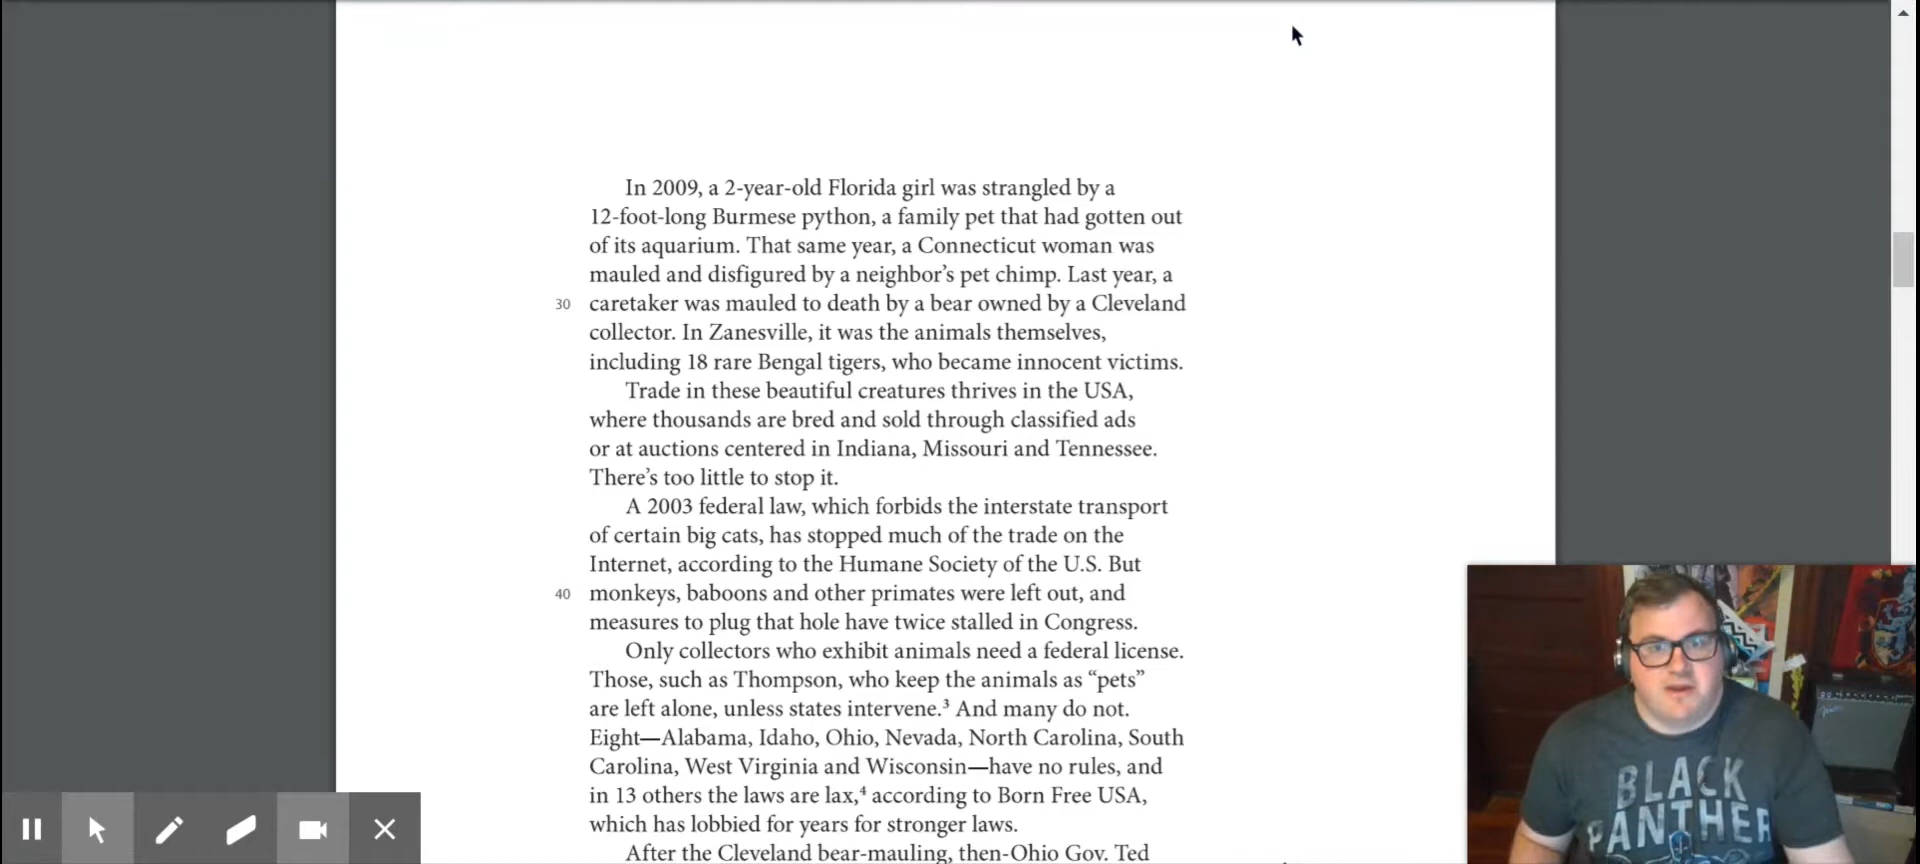 In 2009, a 2-year-old Florida girl was strangled by a
12-foot-long Burmese python, a family pet that had gotten out
of its aquarium. That same year, a Connecticut woman was
mauled and disfigured by a neighbor’s pet chimp. Last year, a
30 caretaker was mauled to death by a bear owned by a Cleveland
collector. In Zanesville, it was the animals themselves,
including 18 rare Bengal tigers, who became innocent victims.
Trade in these beautiful creatures thrives in the USA,
where thousands are bred and sold through classified ads
or at auctions centered in Indiana, Missouri and Tennessee.
There’s too little to stop it.
A 2003 federal law, which forbids the interstate transport
of certain big cats, has stopped much of the trade on the
Internet, according to the Humane Society of the U.S. But
40 monkeys, baboons and other primates were left out, and
measures to plug that hole have twice stalled in Congress.
Only collectors who exhibit animals need a federal license.
Those, such as Thompson, who keep the animals as “pets”
are left alone, unless states intervene.³ And many do not.
Eight—Alabama, Idaho, Ohio, Nevada, North Carolina, South
Carolina, West Virginia and Wisconsin—have no rules, and
in 13 others the laws are lax,⁴ according to Born Free USA,
which has lobbied for years for stronger laws.
After the Cleveland bear-mauling, then-Ohio Gov. Ted
Fender
BLACK
PANTHER